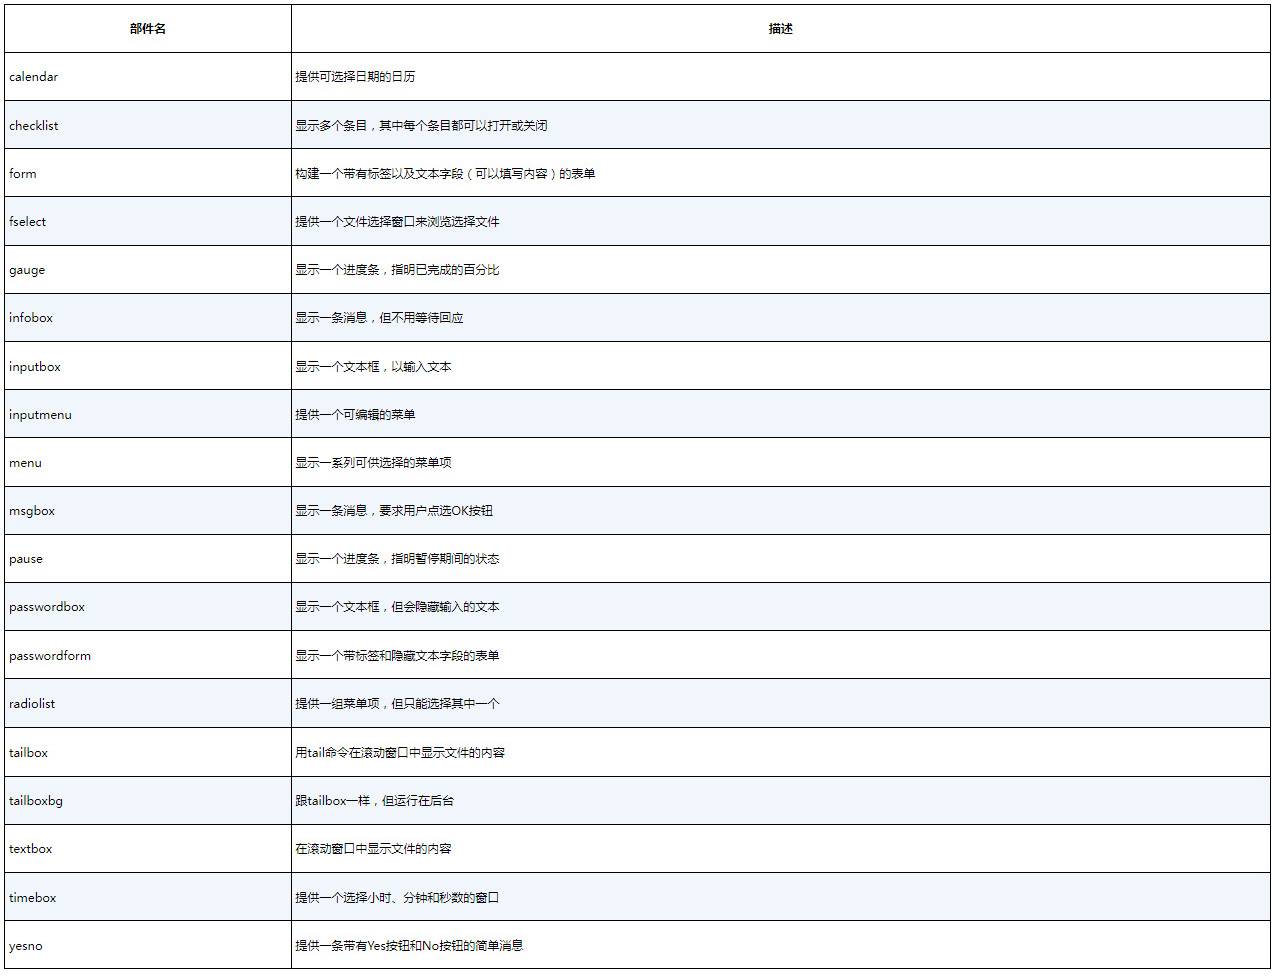 部件名 描述
calendar 提供可选择日期的日历
checklist 显示多个条目，其中每个条目都可以打开或关闭
form 构建一个带有标签以及文本字段（可以填写内容）的表单
fselect 提供一个文件选择窗口来浏览选择文件
gauge 显示一个进度条，指明已完成的百分比
infobox 显示一条消息，但不用等待回应
inputbox 显示一个文本框，以输入文本
inputmenu 提供一个可编辑的菜单
menu 显示一系列可供选择的菜单项
msgbox 显示一条消息，要求用户点选OK按钮
pause 显示一个进度条，指明暂停期间的状态
passwordbox 显示一个文本框，但会隐藏输入的文本
passwordform 显示一个带标签和隐藏文本字段的表单
radiolist 提供一组菜单项，但只能选择其中一个
tailbox 用tail命令在滚动窗口中显示文件的内容
tailboxbg 跟tailbox一样，但运行在后台
textbox 在滚动窗口中显示文件的内容
timebox 提供一个选择小时、分钟和秒数的窗口
yesno 提供一条带有Yes按钮和No按钮的简单消息